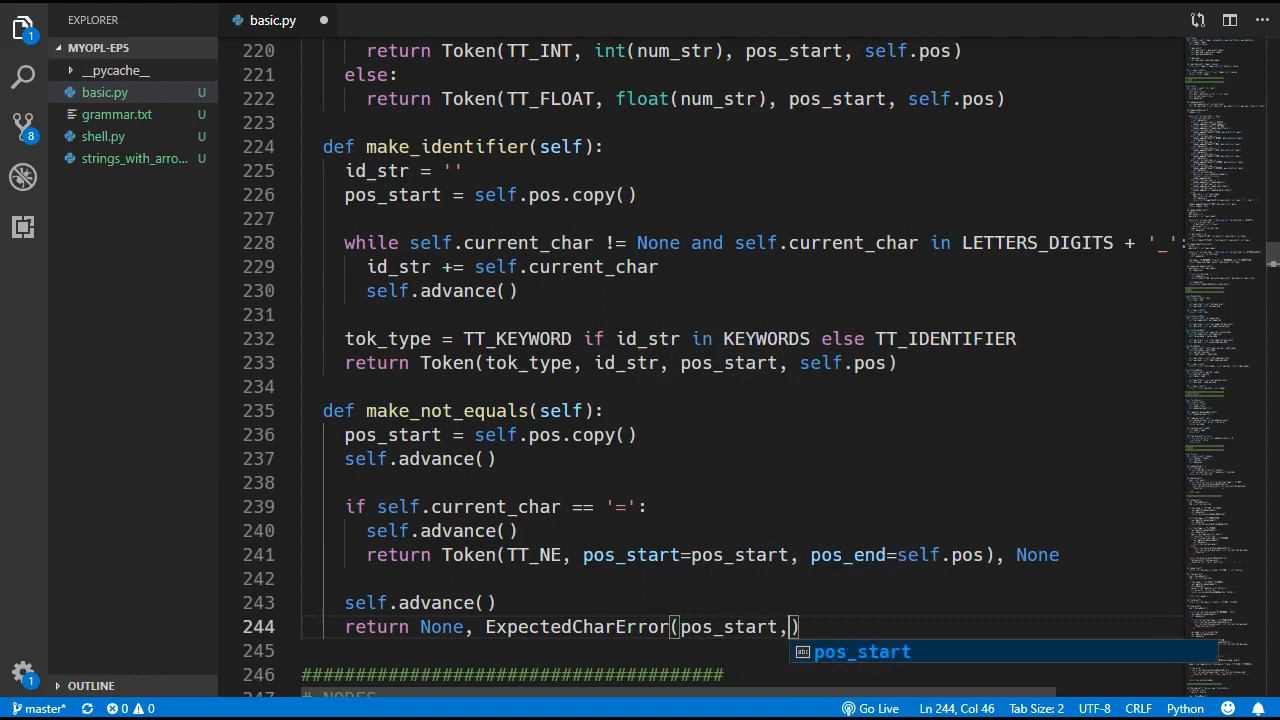 EXPLORER
basic.py
MYOPL-EP5
__pycache__
basic.py U
grammar.txt U
shell.py U
strings_with_arro... U
OUTLINE
1
8
1
220 return Token(TT_INT, int(num_str), pos_start, self.pos)
221 else:
222 return Token(TT_FLOAT, float(num_str), pos_start, self.pos)
223
224 def make_identifier(self):
225 id_str = ''
226 pos_start = self.pos.copy()
227
228 while self.current_char != None and self.current_char in LETTERS_DIGITS + '_':
229 id_str += self.current_char
230 self.advance()
231
232 tok_type = TT_KEYWORD if id_str in KEYWORDS else TT_IDENTIFIER
233 return Token(tok_type, id_str, pos_start, self.pos)
234
235 def make_not_equals(self):
236 pos_start = self.pos.copy()
237 self.advance()
238
239 if self.current_char == '=':
240 self.advance()
241 return Token(TT_NE, pos_start=pos_start, pos_end=self.pos), None
242
243 self.advance()
244 return None, ExpectedCharError(pos_start,)
abc pos_start
245
246 #######################################
247 # NODES
master* 0 0 Go Live Ln 244, Col 46 Tab Size: 2 UTF-8 CRLF Python